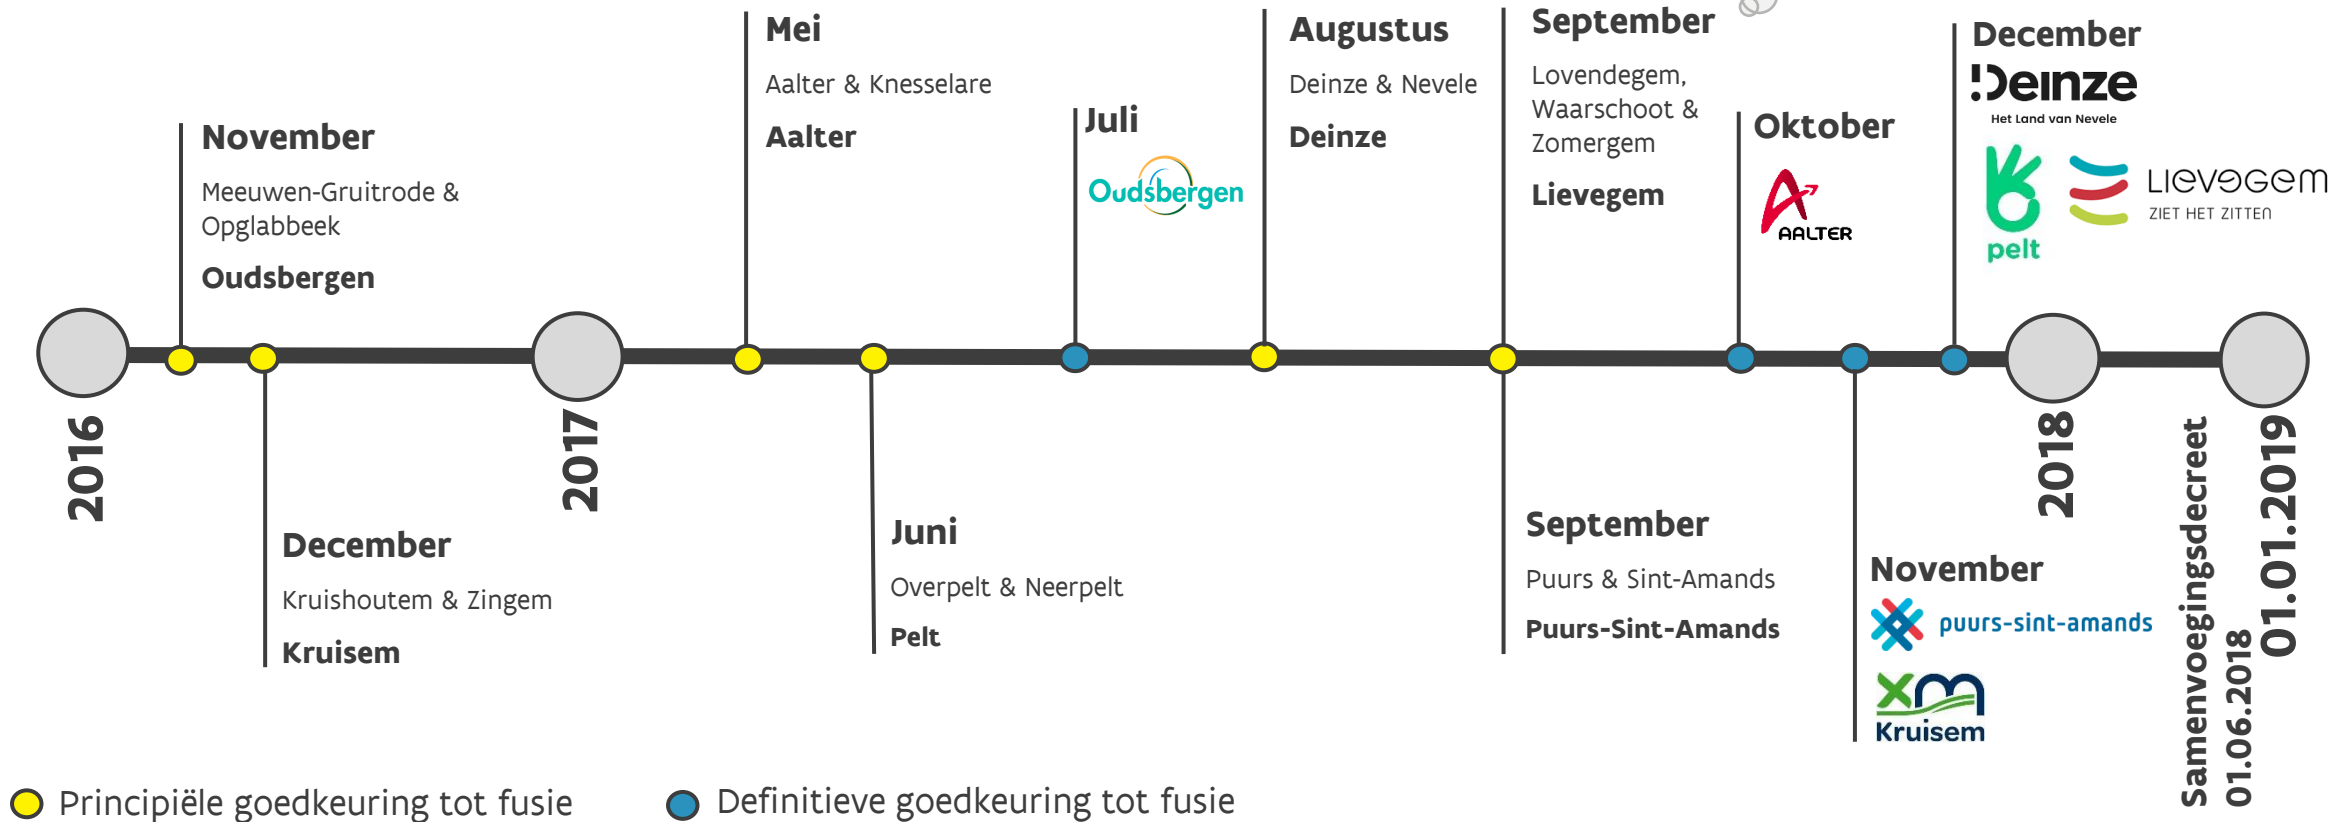 November
Meeuwen-Gruitrode &
Opglabbeek
Oudsbergen
Mei
Aalter & Knesselare
Aalter
Juli
Oudsbergen
Augustus
Deinze & Nevele
Deinze
September
Lovendegem,
Waarschoot &
Zomergem
Lievegem
Oktober
AALTER
December
!Deinze
Het Land van Nevele
pelt
LIEVEGEM
ZIET HET ZITTEN
2016
2017
2018
Samenvoegingsdecreet
01.06.2018
01.01.2019
December
Kruishoutem & Zingem
Kruisem
Juni
Overpelt & Neerpelt
Pelt
September
Puurs & Sint-Amands
Puurs-Sint-Amands
November
puurs-sint-amands
Kruisem
Principiële goedkeuring tot fusie
Definitieve goedkeuring tot fusie